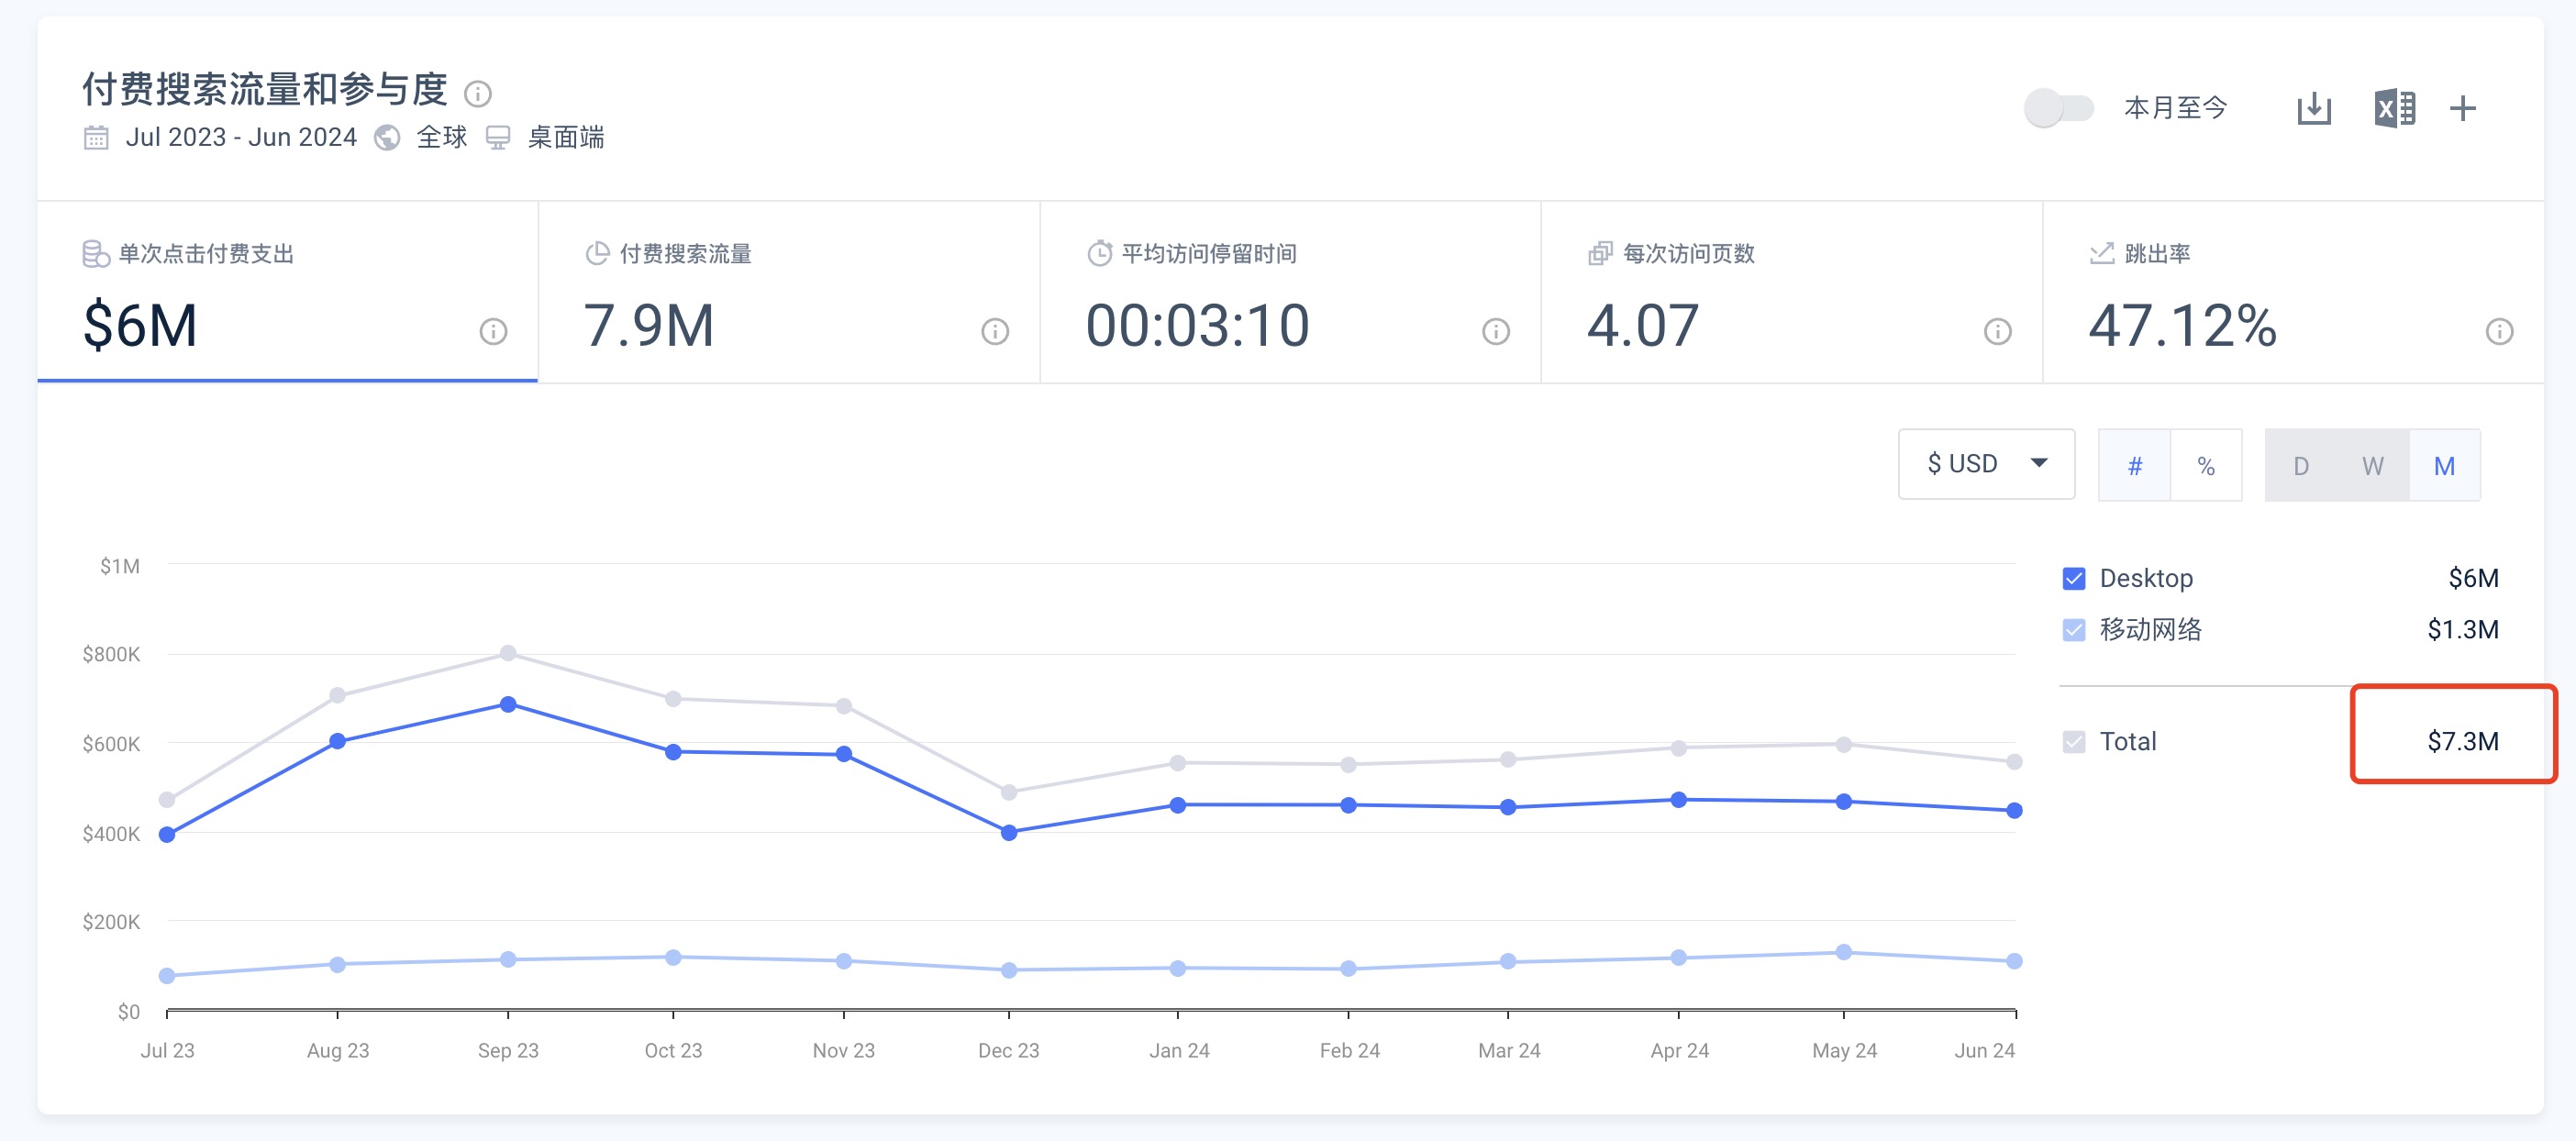 付费搜索流量和参与度
Jul 2023 - Jun 2024 全球 桌面端
本月至今
单次点击付费支出
$6M
付费搜索流量
7.9M
平均访问停留时间
00:03:10
每次访问页数
4.07
跳出率
47.12%
$ USD # % D W M
$1M
$800K
$600K
$400K
$200K
$0
Jul 23 Aug 23 Sep 23 Oct 23 Nov 23 Dec 23 Jan 24 Feb 24 Mar 24 Apr 24 May 24 Jun 24
Desktop $6M
移动网络 $1.3M
Total $7.3M